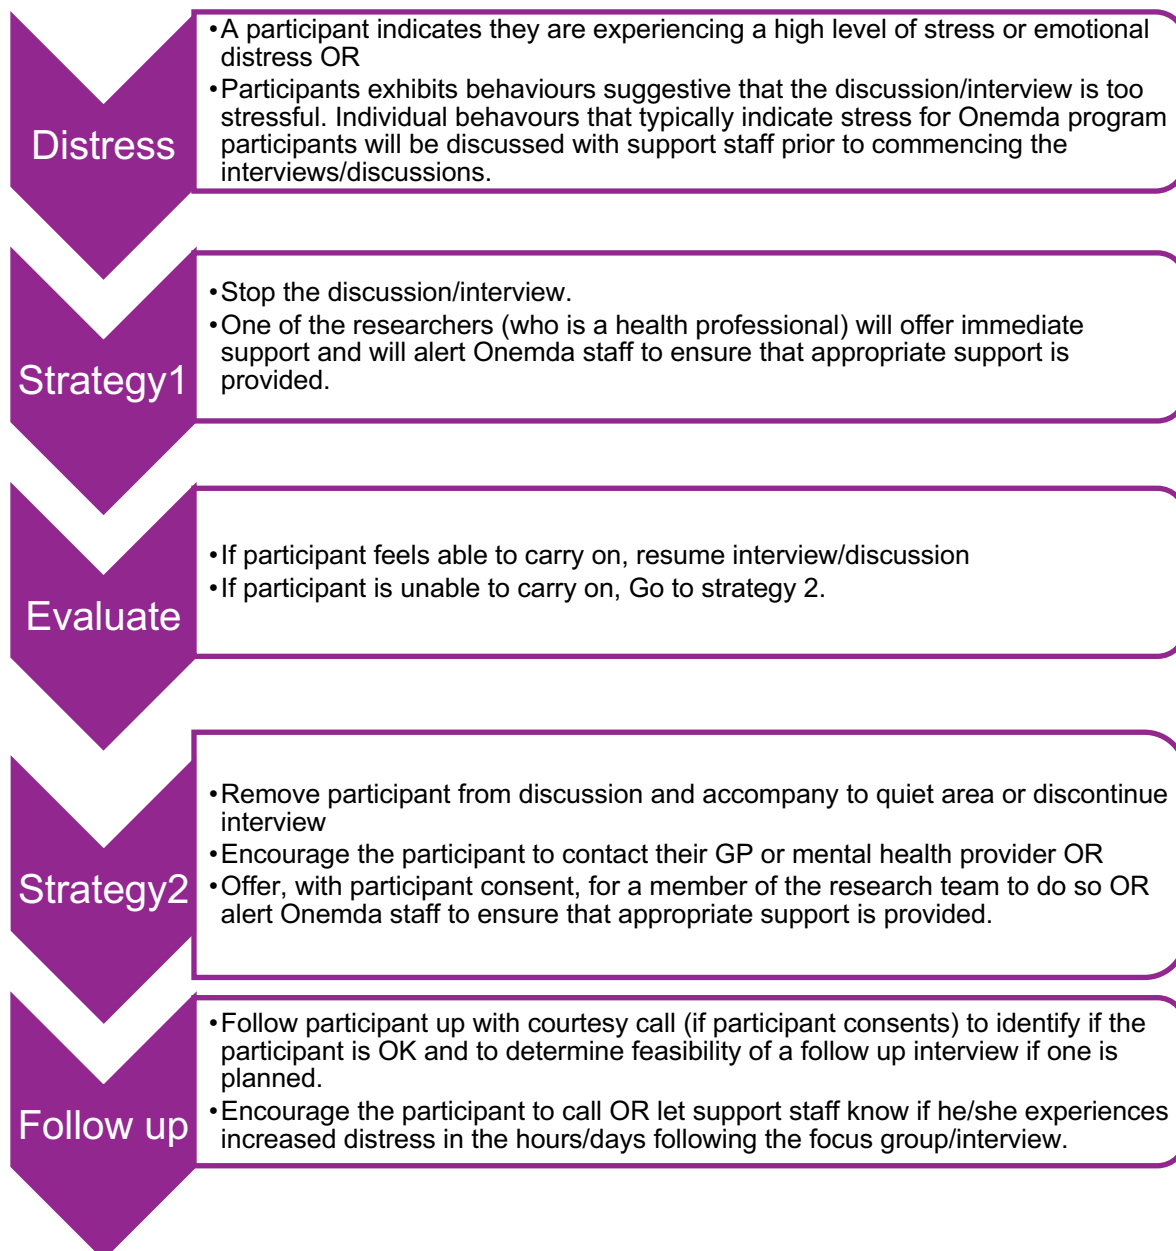 •A participant indicates they are experiencing a high level of stress or emotional
distress OR
•Participants exhibits behaviours suggestive that the discussion/interview is too
stressful. Individual behavours that typically indicate stress for Onemda program
participants will be discussed with support staff prior to commencing the
interviews/discussions.
Distress
•Stop the discussion/interview.
•One of the researchers (who is a health professional) will offer immediate
support and will alert Onemda staff to ensure that appropriate support is
provided.
Strategy1
•If participant feels able to carry on, resume interview/discussion
•If participant is unable to carry on, Go to strategy 2.
Evaluate
•Remove participant from discussion and accompany to quiet area or discontinue
interview
•Encourage the participant to contact their GP or mental health provider OR
•Offer, with participant consent, for a member of the research team to do so OR
alert Onemda staff to ensure that appropriate support is provided.
Strategy2
•Follow participant up with courtesy call (if participant consents) to identify if the
participant is OK and to determine feasibility of a follow up interview if one is
planned.
•Encourage the participant to call OR let support staff know if he/she experiences
increased distress in the hours/days following the focus group/interview.
Follow up